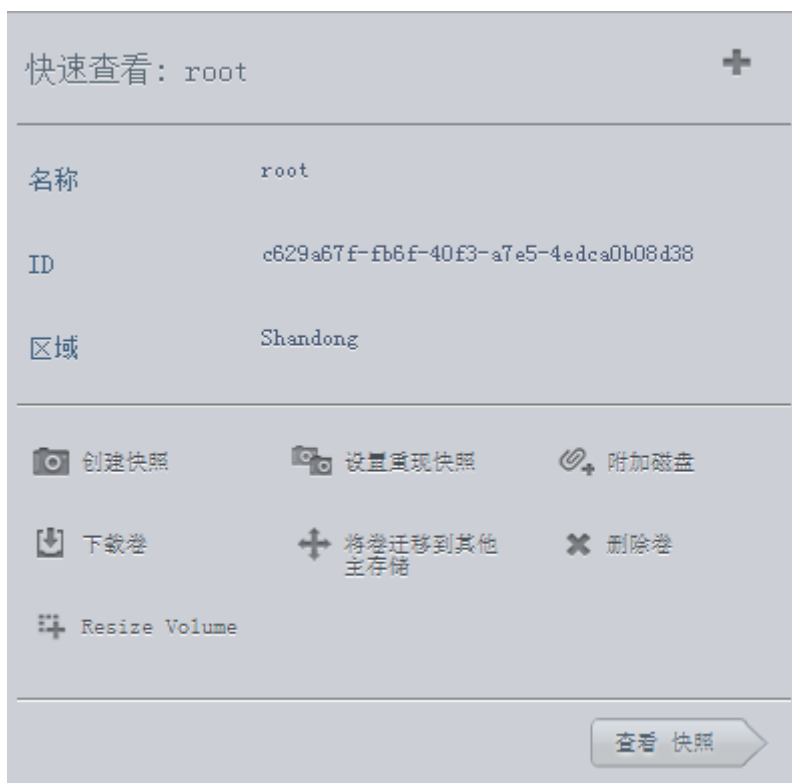 快速查看: root
名称
root
ID
c629a67f-fb6f-40f3-a7e5-4edca0b08d38
区域
Shandong
创建快照
设置重现快照
附加磁盘
下载卷
将卷迁移到其他
主存储
删除卷
Resize Volume
查看 快照